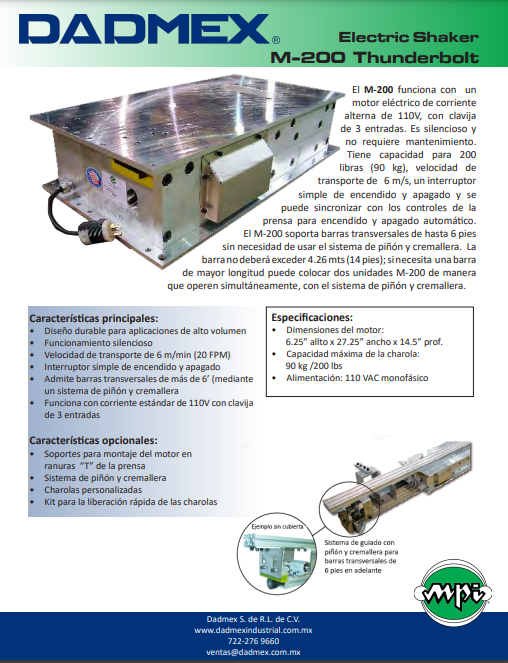 DADMEX®
Electric Shaker
M-200 Thunderbolt
El M-200 funciona con un
motor eléctrico de corriente
alterna de 110V, con clavija
de 3 entradas. Es silencioso y
no requiere mantenimiento.
Tiene capacidad para 200
libras (90 kg), velocidad de
transporte de 6 m/s, un interruptor
simple de encendido y apagado y se
puede sincronizar con los controles de la
prensa para encendido y apagado automático.
El M-200 soporta barras transversales de hasta 6 pies
sin necesidad de usar el sistema de piñón y cremallera. La
barra no deberá exceder 4.26 mts (14 pies); si necesita una barra
de mayor longitud puede colocar dos unidades M-200 de manera
que operen simultáneamente, con el sistema de piñón y cremallera.
Características principales:
• Diseño durable para aplicaciones de alto volumen
• Funcionamiento silencioso
• Velocidad de transporte de 6 m/min (20 FPM)
• Interruptor simple de encendido y apagado
• Admite barras transversales de más de 6’ (mediante
un sistema de piñón y cremallera
• Funciona con corriente estándar de 110V con clavija
de 3 entradas
Características opcionales:
• Soportes para montaje del motor en
ranuras “T” de la prensa
• Sistema de piñón y cremallera
• Charolas personalizadas
• Kit para la liberación rápida de las charolas
Especificaciones:
• Dimensiones del motor:
6.25” allto x 27.25” ancho x 14.5” prof.
• Capacidad máxima de la charola:
90 kg /200 lbs
• Alimentación: 110 VAC monofásico
Ejemplo sin cubierta
Sistema de guiado con
piñón y cremallera para
barras transversales de
6 pies en adelante
mpi
Dadmex S. de R.L. de C.V.
www.dadmexindustrial.com.mx
722-276 9660
ventas@dadmex.com.mx